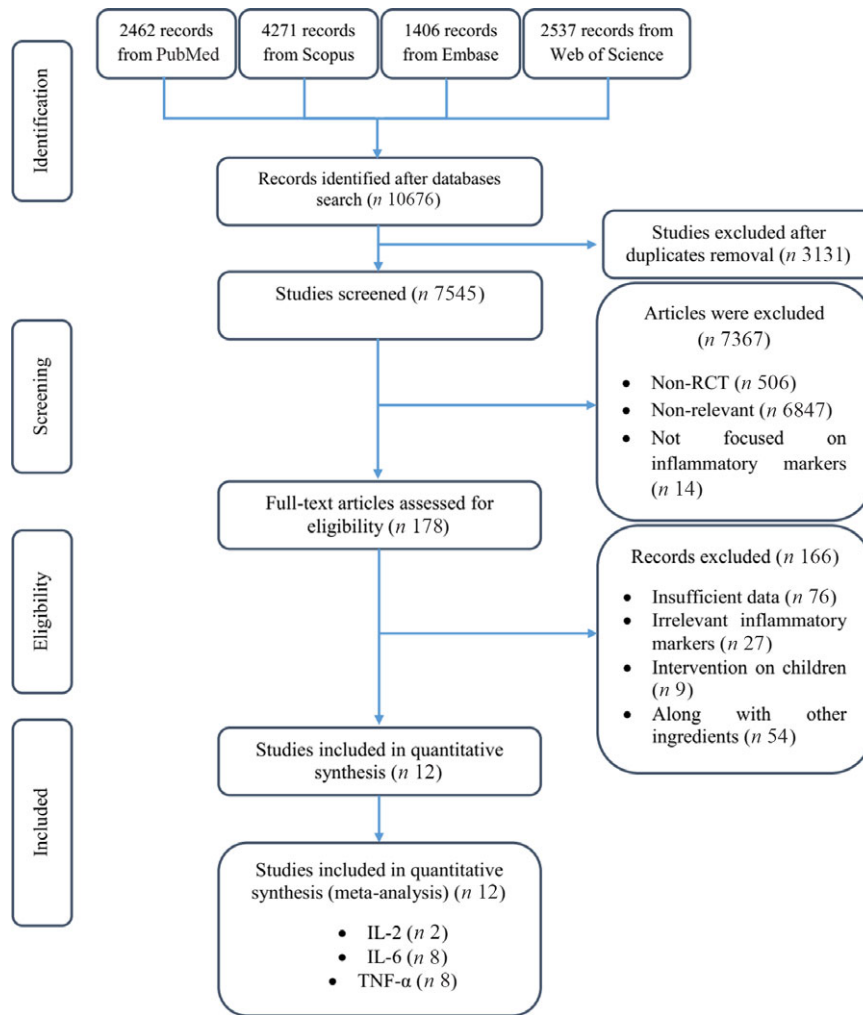 2462 records
from PubMed
4271 records
from Scopus
1406 records
from Embase
2537 records from
Web of Science
Identification
Records identified after databases
search (n 10676)
Studies excluded after
duplicates removal (n 3131)
Studies screened (n 7545)
Screening
Articles were excluded
(n 7367)
• Non-RCT (n 506)
• Non-relevant (n 6847)
• Not focused on
inflammatory markers
(n 14)
Full-text articles assessed for
eligibility (n 178)
Eligibility
Records excluded (n 166)
• Insufficient data (n 76)
• Irrelevant inflammatory
markers (n 27)
• Intervention on children
(n 9)
• Along with other
ingredients (n 54)
Studies included in quantitative
synthesis (n 12)
Included
Studies included in quantitative
synthesis (meta-analysis) (n 12)
• IL-2 (n 2)
• IL-6 (n 8)
• TNF-α (n 8)